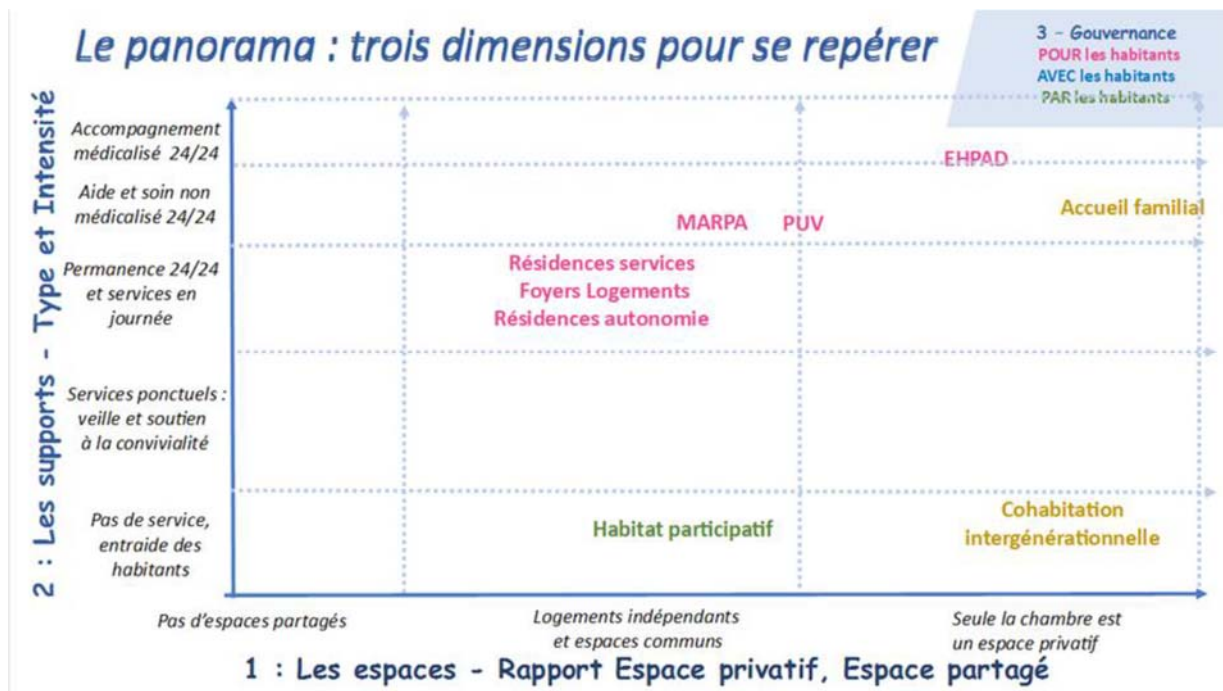 Le panorama : trois dimensions pour se repérer
3 - Gouvernance
POUR les habitants
AVEC les habitants
PAR les habitants
2 : Les supports - Type et Intensité
Accompagnement
médicalisé 24/24
Aide et soin non
médicalisé 24/24
Permanence 24/24
et services en
journée
Services ponctuels :
veille et soutien
à la convivialité
Pas de service,
entraide des
habitants
EHPAD
Accueil familial
MARPA
PUV
Résidences services
Foyers Logements
Résidences autonomie
Habitat participatif
Cohabitation
intergénérationnelle
Pas d'espaces partagés
Logements indépendants
et espaces communs
Seule la chambre est
un espace privatif
1 : Les espaces - Rapport Espace privatif, Espace partagé